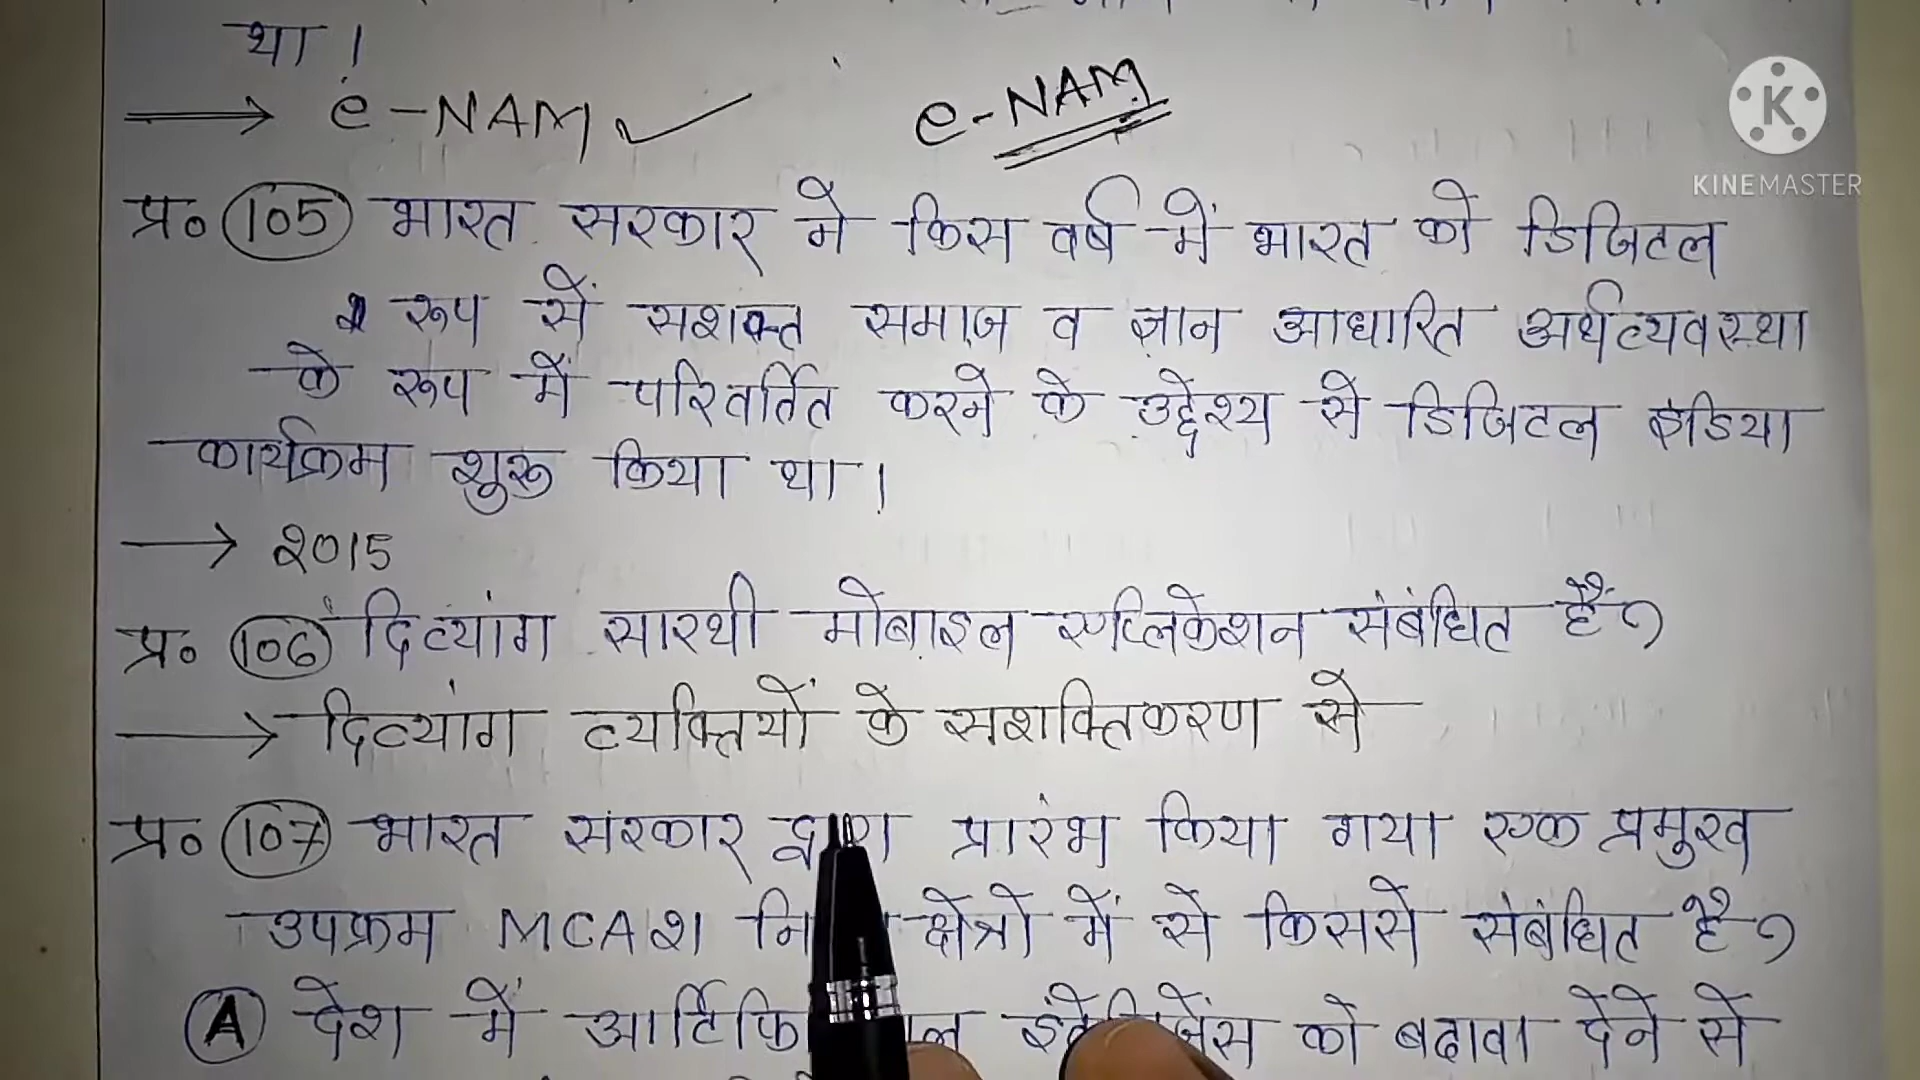 था।
→ e-NAM ✓ e-NAM
KINEMASTER
प्र० 105 भारत सरकार ने किस वर्ष में भारत को डिजिटल
रूप से सशक्त समाज व ज्ञान आधारित अर्थव्यवस्था
के रूप में परिवर्तित करने के उद्देश्य से डिजिटल इंडिया
कार्यक्रम शुरू किया था।
→ 2015
प्र० 106 दिव्यांग सारथी मोबाइल एप्लिकेशन संबंधित हैं?
→ दिव्यांग व्यक्तियों के सशक्तिकरण से
प्र० 107 भारत सरकार द्वारा प्रारंभ किया गया एक प्रमुख
उपक्रम MCA21 क्षेत्रो में से किससे संबंधित है?
A देश में को बढावा देने से